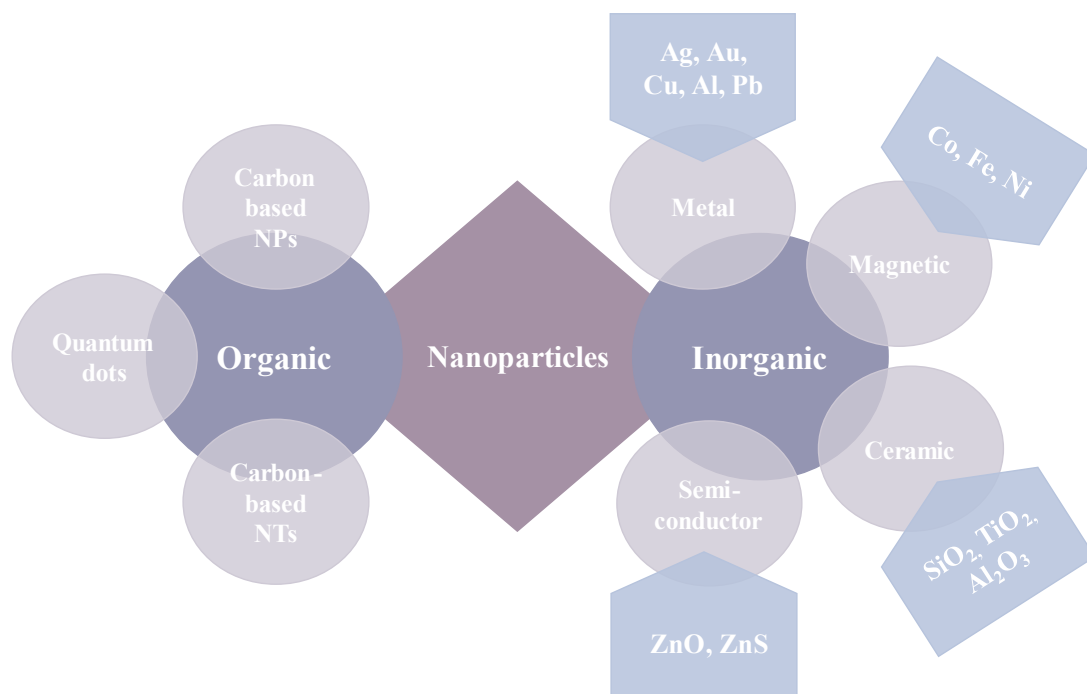 Ag, Au,
Cu, Al, Pb
Co, Fe, Ni
Carbon
based
NPs
Metal
Magnetic
Quantum
dots
Organic
Nanoparticles
Inorganic
Ceramic
Carbon-
based
NTs
Semi-
conductor
SiO₂, TiO₂,
Al₂O₃
ZnO, ZnS